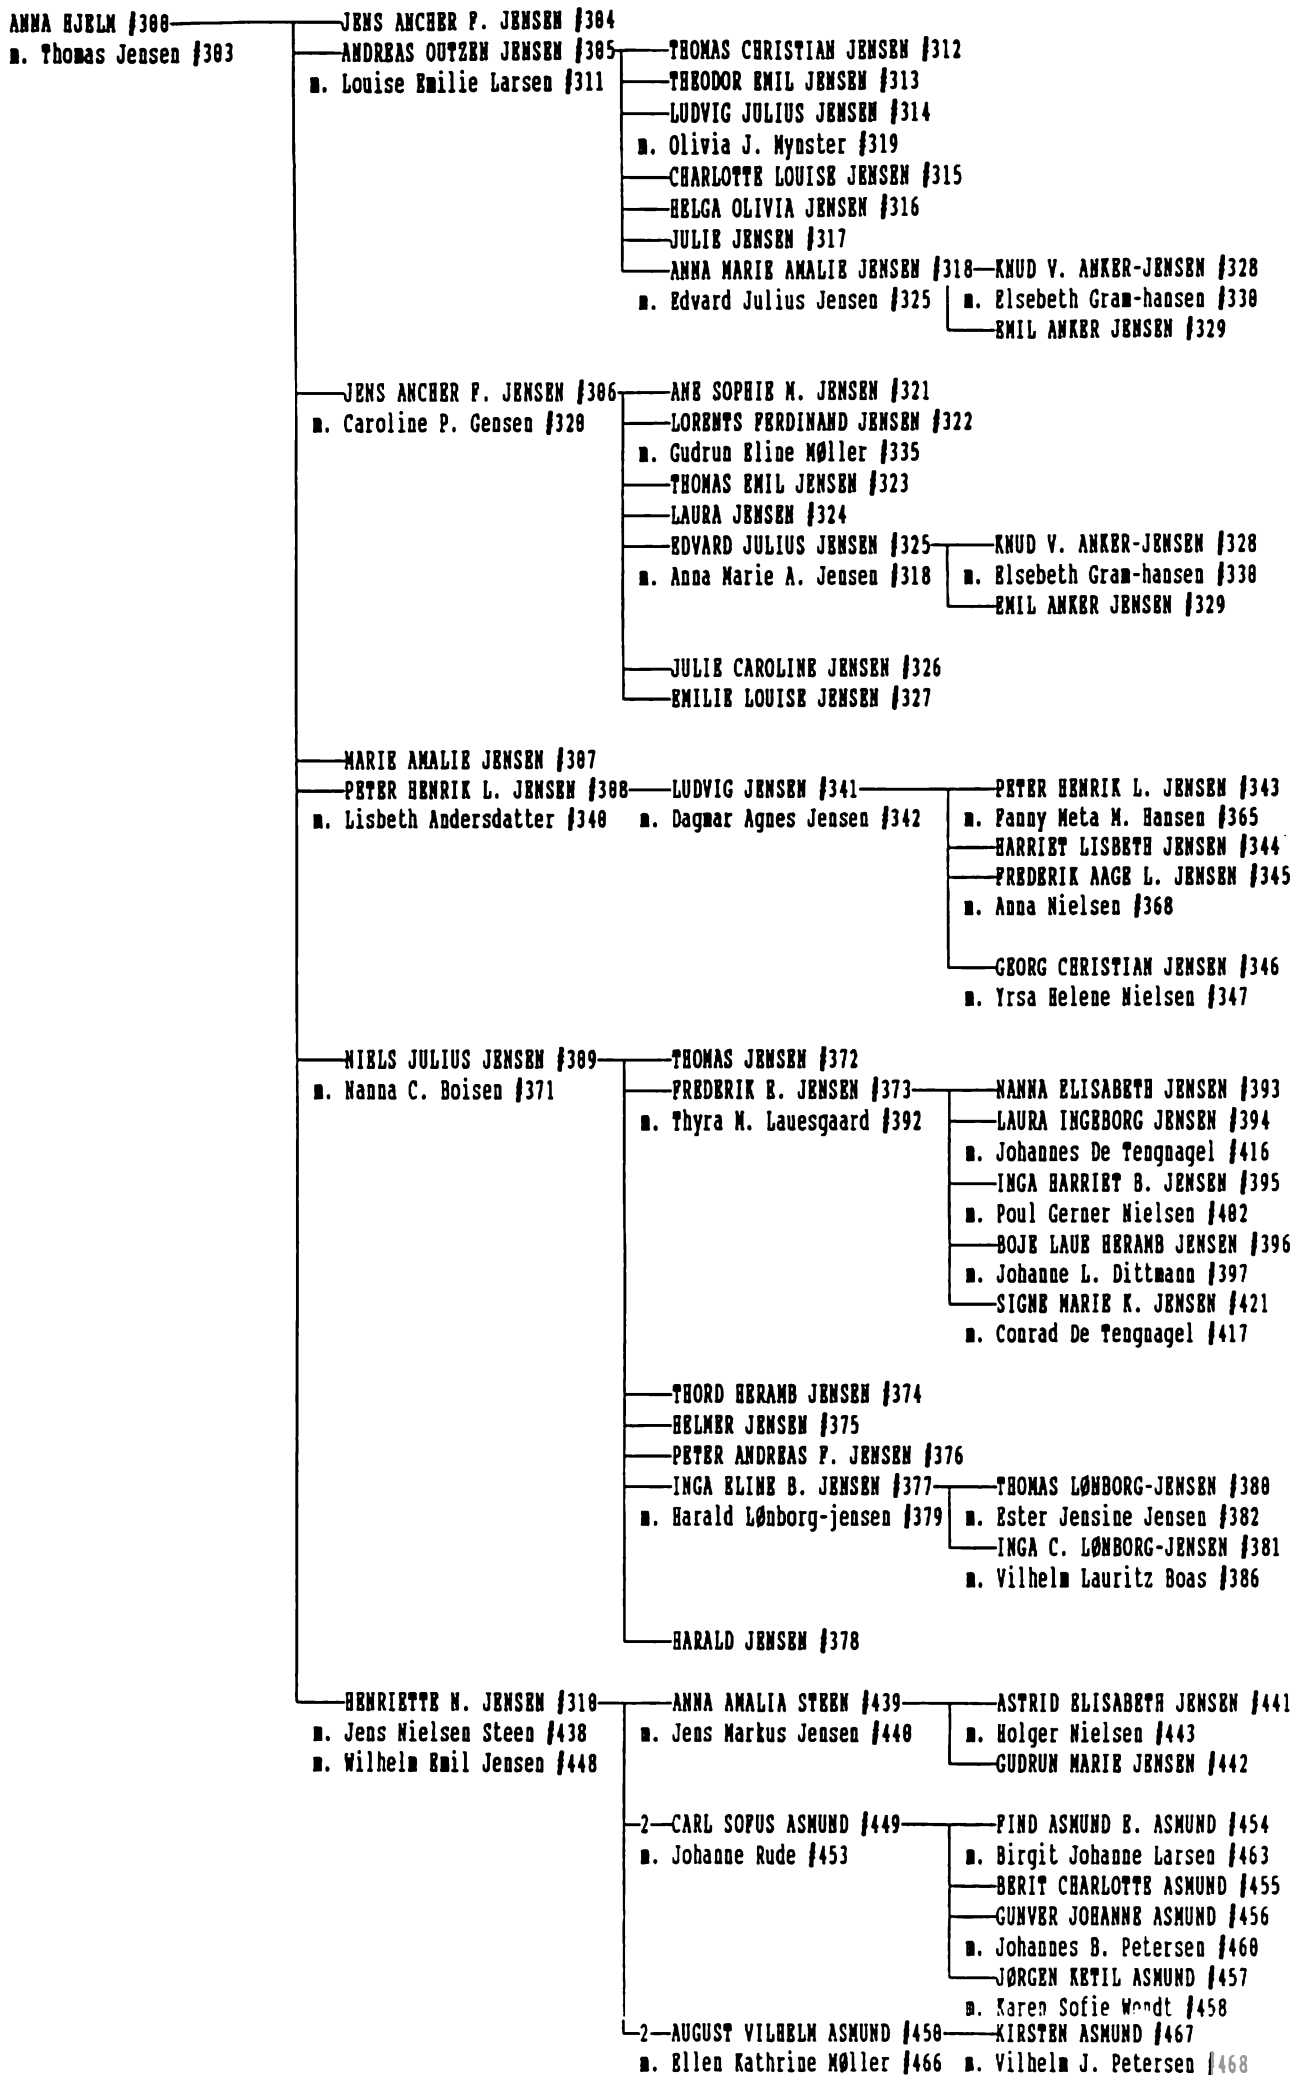 ANNA HJELM #300 JENS ANCHER F. JENSEN #304
m. Thomas Jensen #303 ANDREAS OUTZEN JENSEN #305 THOMAS CHRISTIAN JENSEN #312
m. Louise Emilie Larsen #311 THEODOR EMIL JENSEN #313
LUDVIG JULIUS JENSEN #314
m. Olivia J. Mynster #319
CHARLOTTE LOUISE JENSEN #315
HELGA OLIVIA JENSEN #316
JULIE JENSEN #317
ANNA MARIE AMALIE JENSEN #318 KNUD V. ANKER-JENSEN #328
m. Edvard Julius Jensen #325 m. Elsebeth Gram-hansen #330
EMIL ANKER JENSEN #329
JENS ANCHER F. JENSEN #306 ANE SOPHIE M. JENSEN #321
m. Caroline P. Gensen #320 LORENTS FERDINAND JENSEN #322
m. Gudrun Eline Møller #335
THOMAS EMIL JENSEN #323
LAURA JENSEN #324
EDVARD JULIUS JENSEN #325 KNUD V. ANKER-JENSEN #328
m. Anna Marie A. Jensen #318 m. Elsebeth Gram-hansen #330
EMIL ANKER JENSEN #329
JULIE CAROLINE JENSEN #326
EMILIE LOUISE JENSEN #327
MARIE AMALIE JENSEN #307
PETER HENRIK L. JENSEN #308 LUDVIG JENSEN #341 PETER HENRIK L. JENSEN #343
m. Lisbeth Andersdatter #340 m. Dagmar Agnes Jensen #342 m. Fanny Meta M. Hansen #365
HARRIET LISBETH JENSEN #344
FREDERIK AAGE L. JENSEN #345
m. Anna Nielsen #368
GEORG CHRISTIAN JENSEN #346
m. Yrsa Helene Nielsen #347
NIELS JULIUS JENSEN #309 THOMAS JENSEN #372
m. Nanna C. Boisen #371 FREDERIK E. JENSEN #373 NANNA ELISABETH JENSEN #393
m. Thyra M. Lauesgaard #392 LAURA INGEBORG JENSEN #394
m. Johannes De Tengnagel #416
INGA HARRIET B. JENSEN #395
m. Poul Gerner Nielsen #402
BOJE LAUE HERAMB JENSEN #396
m. Johanne L. Dittmann #397
SIGNE MARIE K. JENSEN #421
m. Conrad De Tengnagel #417
THORD HERAMB JENSEN #374
HELMER JENSEN #375
PETER ANDREAS F. JENSEN #376
INGA ELINE B. JENSEN #377 THOMAS LØNBORG-JENSEN #380
m. Harald Lønborg-jensen #379 m. Ester Jensine Jensen #382
INGA C. LØNBORG-JENSEN #381
m. Vilhelm Lauritz Boas #386
HARALD JENSEN #378
HENRIETTE N. JENSEN #310 ANNA AMALIA STEEN #439 ASTRID ELISABETH JENSEN #441
m. Jens Nielsen Steen #438 m. Jens Markus Jensen #440 m. Holger Nielsen #443
m. Wilhelm Emil Jensen #448 GUDRUN MARIE JENSEN #442
2 CARL SOFUS ASMUND #449 FIND ASMUND E. ASMUND #454
m. Johanne Rude #453 m. Birgit Johanne Larsen #463
BERIT CHARLOTTE ASMUND #455
GUNVER JOHANNE ASMUND #456
m. Johannes B. Petersen #460
JØRGEN KETIL ASMUND #457
m. Karen Sofie Wendt #458
2 AUGUST VILHELM ASMUND #450 KIRSTEN ASMUND #467
m. Ellen Kathrine Møller #466 m. Vilhelm J. Petersen #468